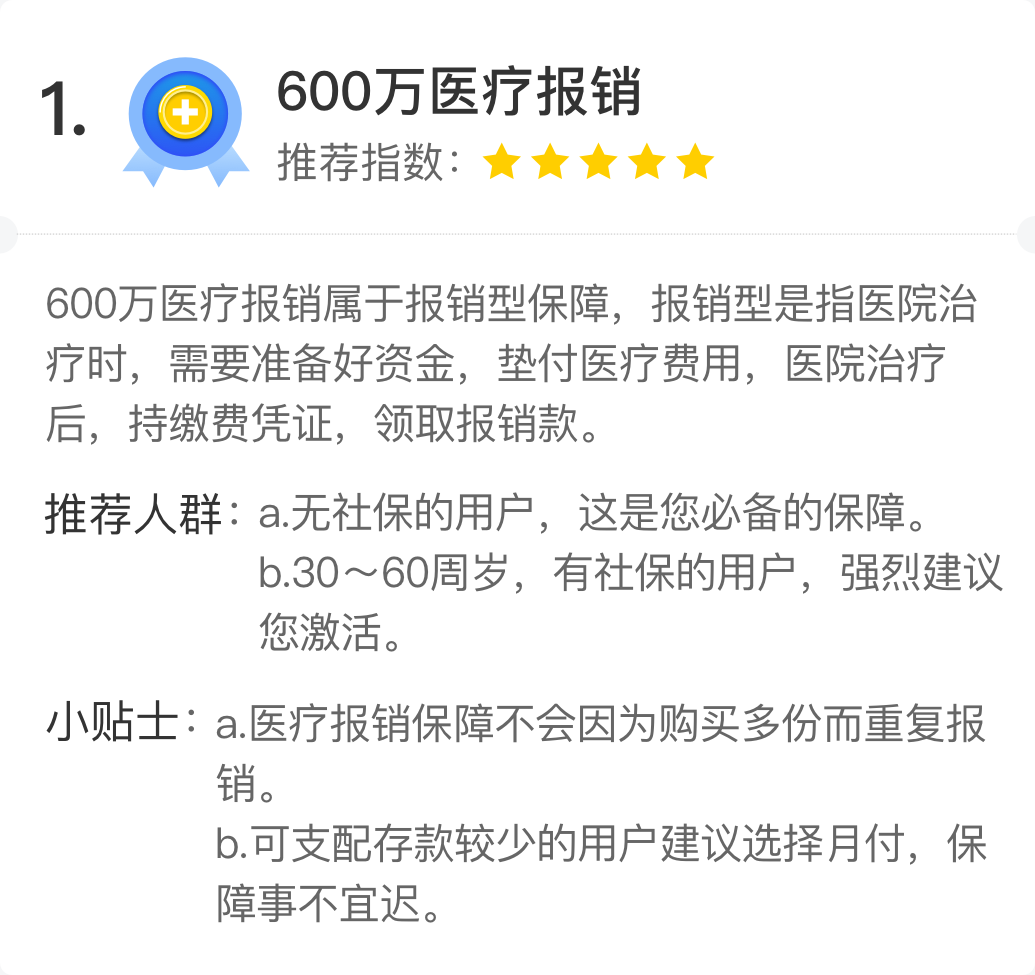 1.
600万医疗报销
推荐指数：
600万医疗报销属于报销型保障，报销型是指医院治
疗时，需要准备好资金，垫付医疗费用，医院治疗
后，持缴费凭证，领取报销款。
推荐人群：a.无社保的用户，这是您必备的保障。
b.30～60周岁，有社保的用户，强烈建议
您激活。
小贴士：a.医疗报销保障不会因为购买多份而重复报
销。
b.可支配存款较少的用户建议选择月付，保
障事不宜迟。